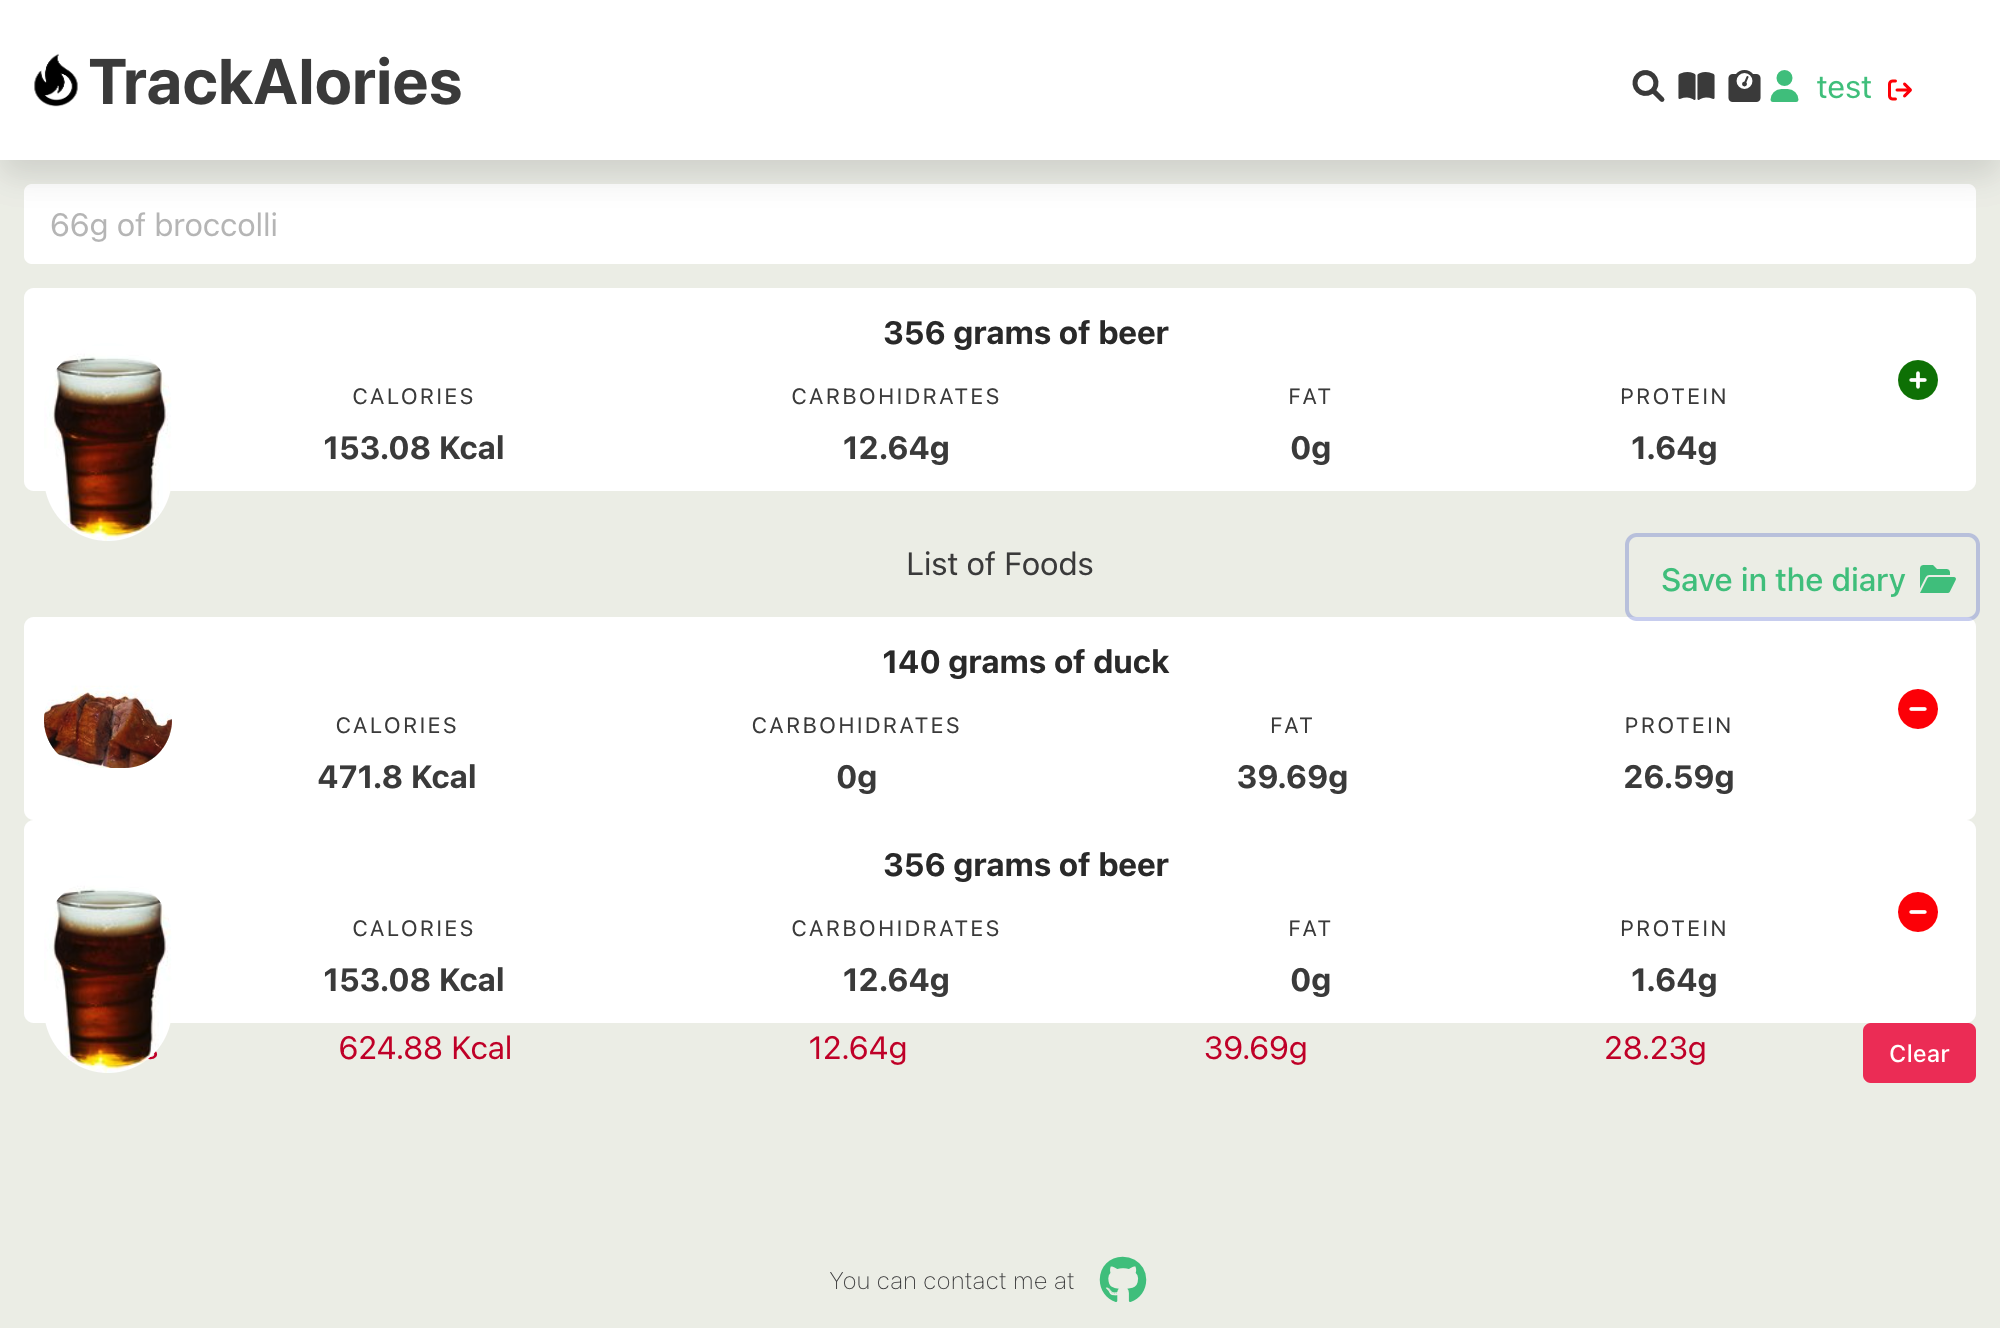 TrackAlories
test
66g of broccolli
356 grams of beer
CALORIES CARBOHIDRATES FAT PROTEIN
153.08 Kcal 12.64g 0g 1.64g
List of Foods
Save in the diary
140 grams of duck
CALORIES CARBOHIDRATES FAT PROTEIN
471.8 Kcal 0g 39.69g 26.59g
356 grams of beer
CALORIES CARBOHIDRATES FAT PROTEIN
153.08 Kcal 12.64g 0g 1.64g
624.88 Kcal 12.64g 39.69g 28.23g
Clear
You can contact me at